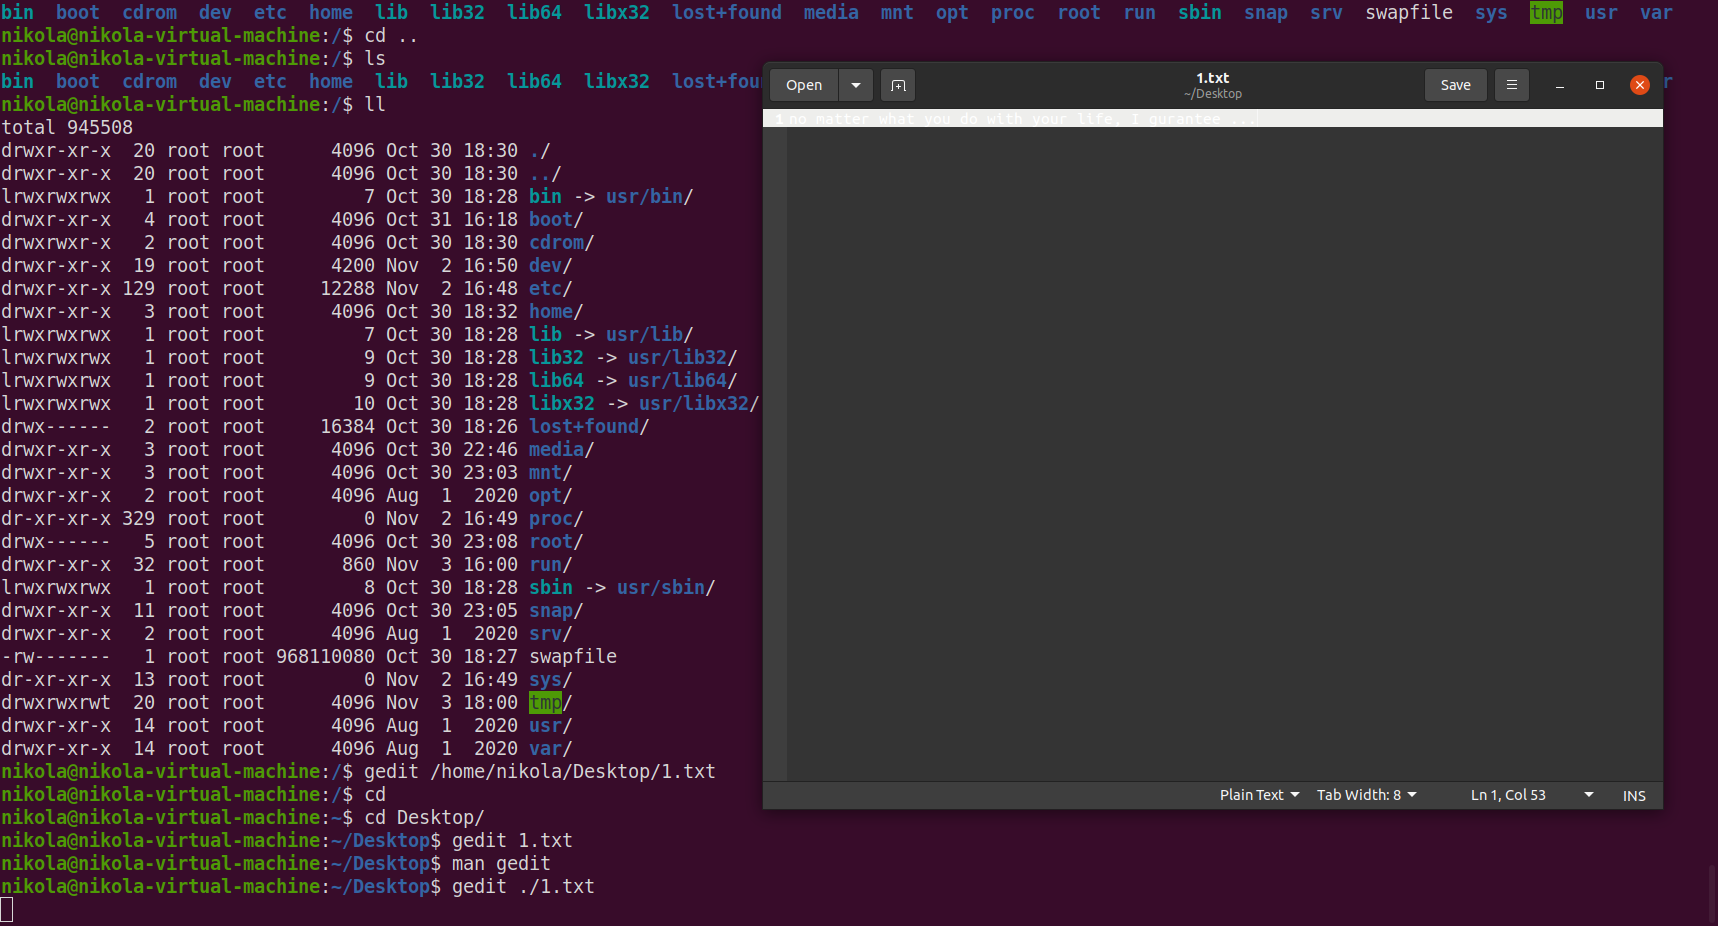 bin  boot  cdrom  dev  etc  home  lib  lib32  lib64  libx32  lost+found  media  mnt  opt  proc  root  run  sbin  snap  srv  swapfile  sys  tmp  usr  var
nikola@nikola-virtual-machine:/$ cd ..
nikola@nikola-virtual-machine:/$ ls
bin  boot  cdrom  dev  etc  home  lib  lib32  lib64  libx32  lost+fou
nikola@nikola-virtual-machine:/$ ll
total 945508
drwxr-xr-x  20 root root      4096 Oct 30 18:30 ./
drwxr-xr-x  20 root root      4096 Oct 30 18:30 ../
lrwxrwxrwx   1 root root         7 Oct 30 18:28 bin -> usr/bin/
drwxr-xr-x   4 root root      4096 Oct 31 16:18 boot/
drwxrwxr-x   2 root root      4096 Oct 30 18:30 cdrom/
drwxr-xr-x  19 root root      4200 Nov  2 16:50 dev/
drwxr-xr-x 129 root root     12288 Nov  2 16:48 etc/
drwxr-xr-x   3 root root      4096 Oct 30 18:32 home/
lrwxrwxrwx   1 root root         7 Oct 30 18:28 lib -> usr/lib/
lrwxrwxrwx   1 root root         9 Oct 30 18:28 lib32 -> usr/lib32/
lrwxrwxrwx   1 root root         9 Oct 30 18:28 lib64 -> usr/lib64/
lrwxrwxrwx   1 root root        10 Oct 30 18:28 libx32 -> usr/libx32/
drwx------   2 root root     16384 Oct 30 18:26 lost+found/
drwxr-xr-x   3 root root      4096 Oct 30 22:46 media/
drwxr-xr-x   3 root root      4096 Oct 30 23:03 mnt/
drwxr-xr-x   2 root root      4096 Aug  1  2020 opt/
dr-xr-xr-x 329 root root         0 Nov  2 16:49 proc/
drwx------   5 root root      4096 Oct 30 23:08 root/
drwxr-xr-x  32 root root       860 Nov  3 16:00 run/
lrwxrwxrwx   1 root root         8 Oct 30 18:28 sbin -> usr/sbin/
drwxr-xr-x  11 root root      4096 Oct 30 23:05 snap/
drwxr-xr-x   2 root root      4096 Aug  1  2020 srv/
-rw-------   1 root root 968110080 Oct 30 18:27 swapfile
dr-xr-xr-x  13 root root         0 Nov  2 16:49 sys/
drwxrwxrwt  20 root root      4096 Nov  3 18:00 tmp/
drwxr-xr-x  14 root root      4096 Aug  1  2020 usr/
drwxr-xr-x  14 root root      4096 Aug  1  2020 var/
nikola@nikola-virtual-machine:/$ gedit /home/nikola/Desktop/1.txt
nikola@nikola-virtual-machine:/$ cd
nikola@nikola-virtual-machine:~$ cd Desktop/
nikola@nikola-virtual-machine:~/Desktop$ gedit 1.txt
nikola@nikola-virtual-machine:~/Desktop$ man gedit
nikola@nikola-virtual-machine:~/Desktop$ gedit ./1.txt
Open
1.txt
~/Desktop
Save
1 no matter what you do with your life, I gurantee ...
Plain Text  Tab Width: 8  Ln 1, Col 53  INS